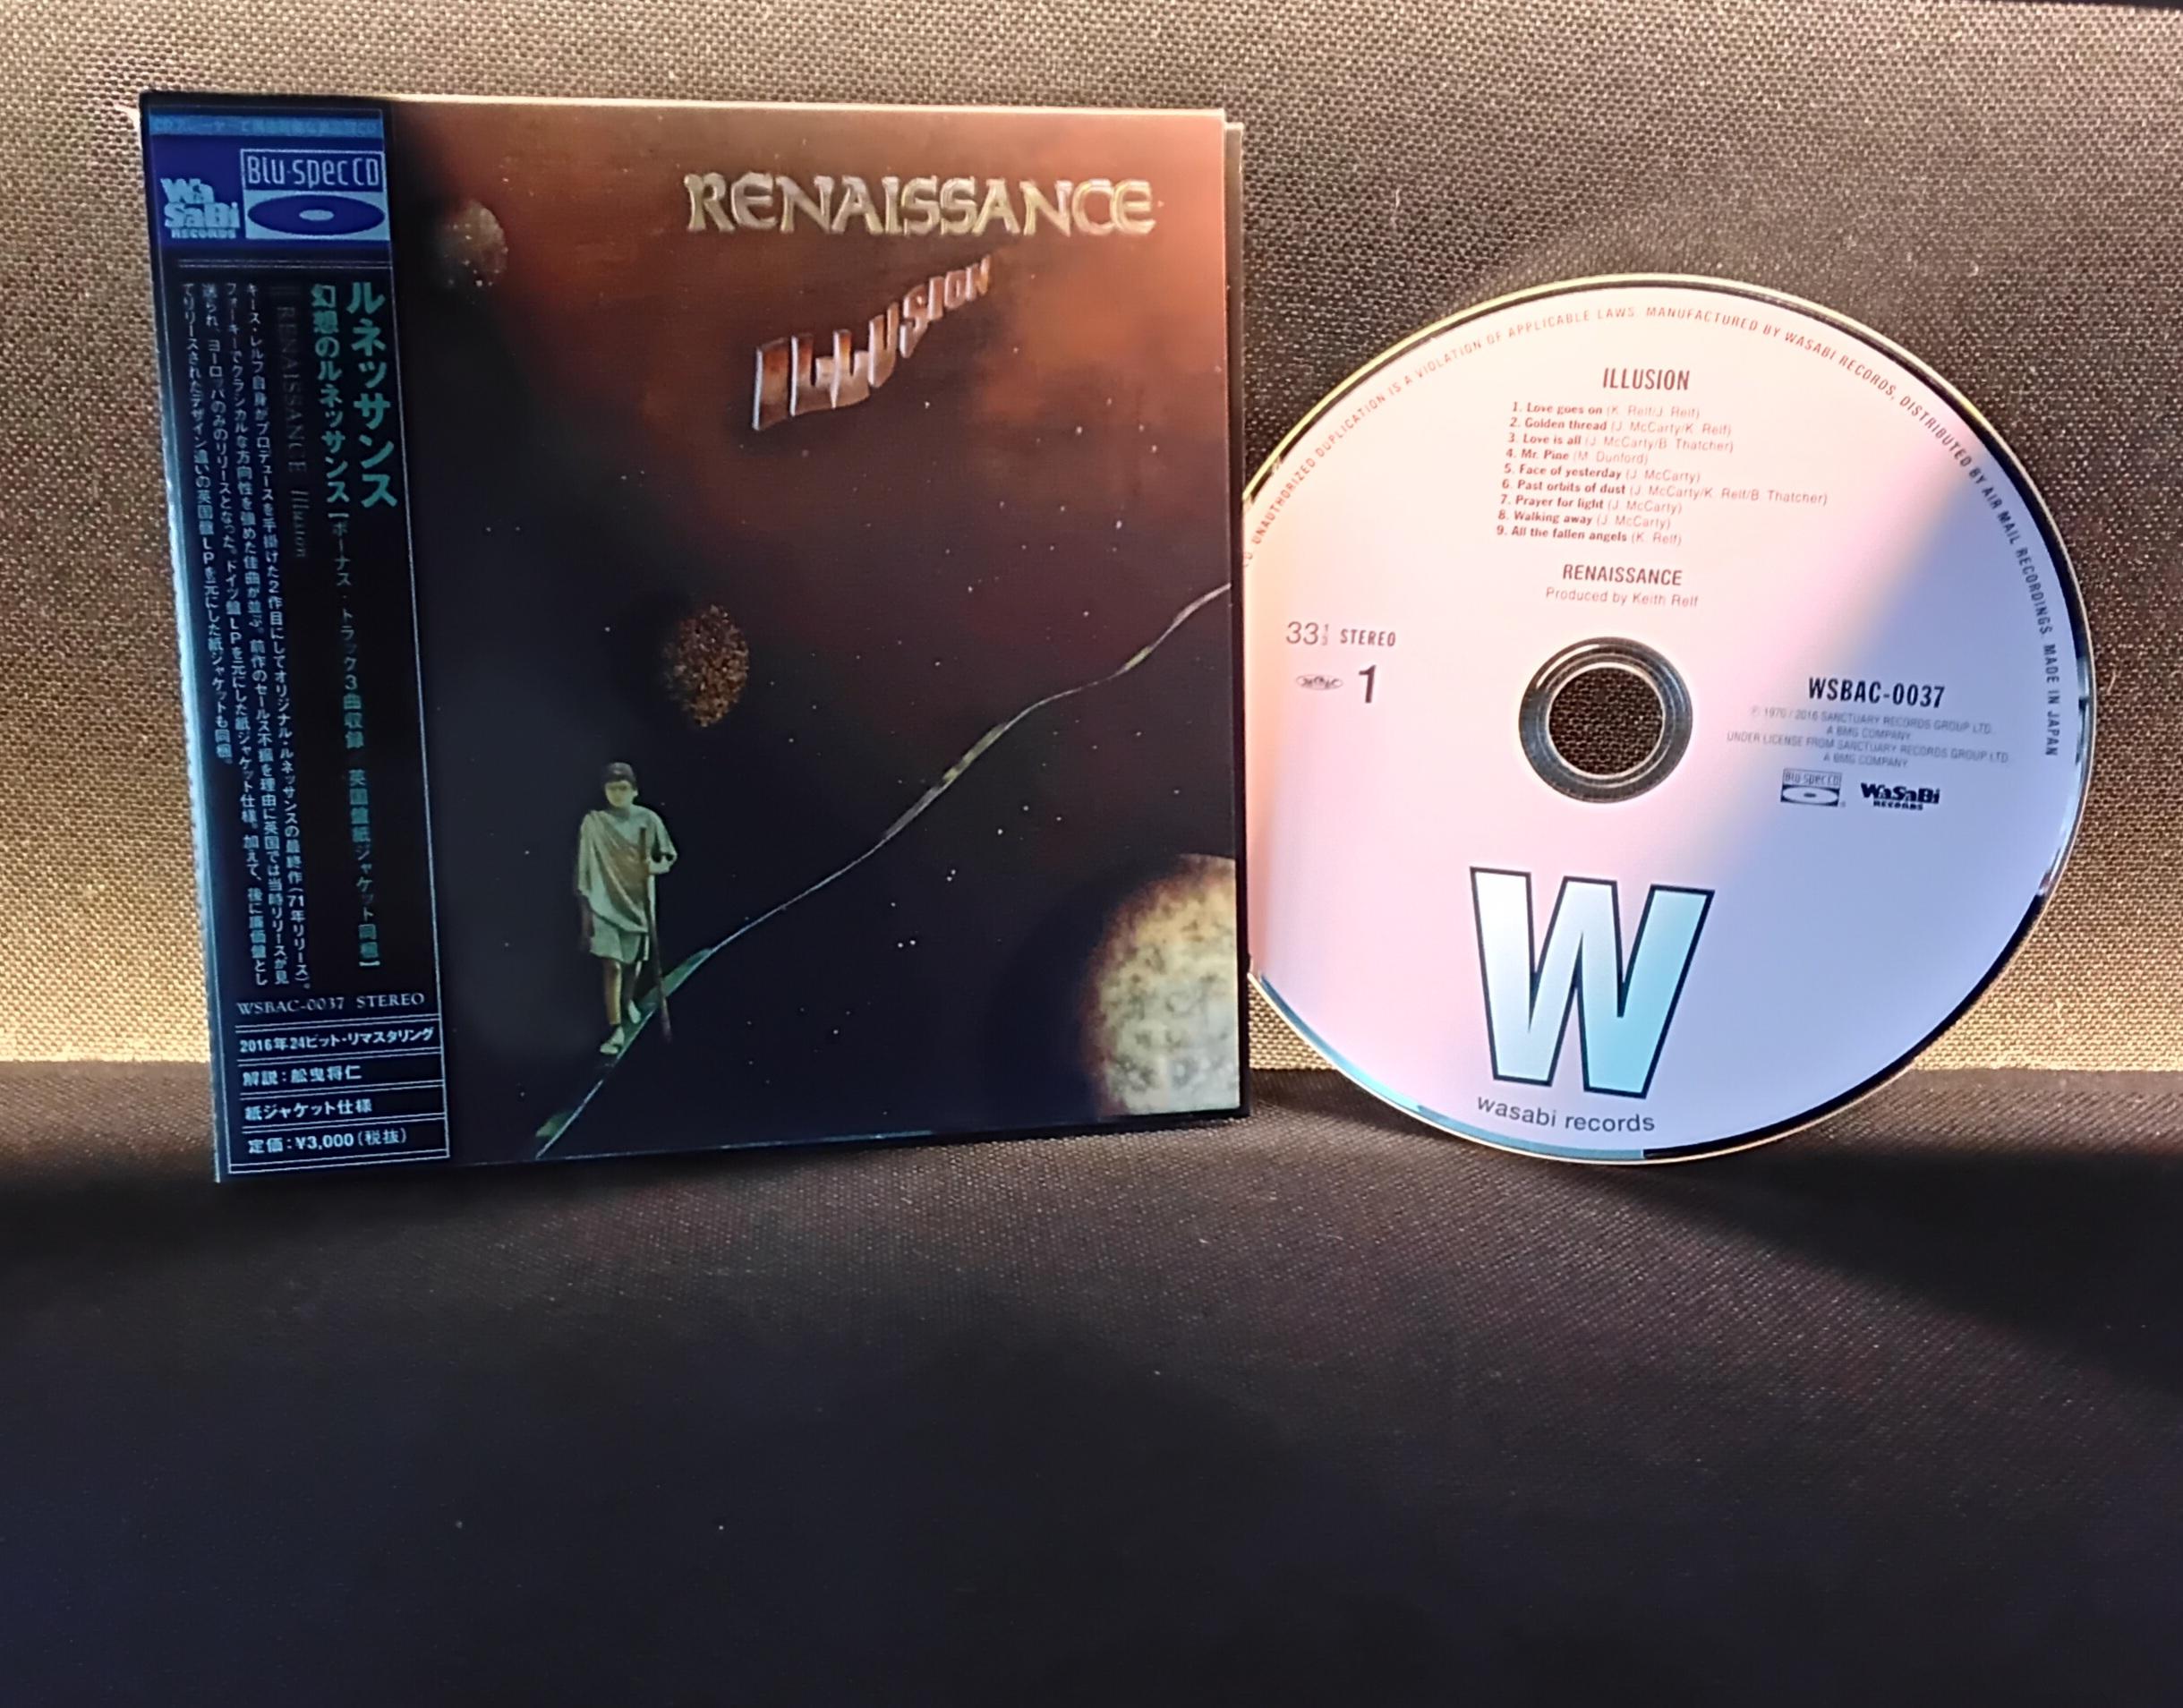 Blu-spec CD
WaSaBi
RECORDS
ルネッサンス
幻想のルネッサンス【ボーナス・トラック3曲収録 英国盤紙ジャケット同梱】
RENAISSANCE Illusion
キース・レルフ自身がプロデュースを手掛けた2作目にしてオリジナル・ルネッサンスの最終作(71年リリース)。
フォーキーでクラシカルな方向性を強めた佳曲が並ぶ。前作のセールス不振を理由に英国では当時リリースが見
送られ、ヨーロッパのみのリリースとなった。ドイツ盤LPを元にした紙ジャケット仕様。加えて、後に廉価盤とし
てリリースされたデザイン違いの英国盤LPを元にした紙ジャケットも同梱。
WSBAC-0037 STEREO
2016年24ビット・リマスタリング
解説:舩曳将仁
紙ジャケット仕様
定価:¥3,000(税抜)
RENAISSANCE
ILLUSION
UNAUTHORIZED DUPLICATION IS A VIOLATION OF APPLICABLE LAWS. MANUFACTURED BY WASABI RECORDS, DISTRIBUTED BY AIR MAIL RECORDINGS. MADE IN JAPAN
ILLUSION
1. Love goes on (K. Relf/J. Relf)
2. Golden thread (J. McCarty/K. Relf)
3. Love is all (J. McCarty/B. Thatcher)
4. Mr. Pine (M. Dunford)
5. Face of yesterday (J. McCarty)
6. Past orbits of dust (J. McCarty/K. Relf/B. Thatcher)
7. Prayer for light (J. McCarty)
8. Walking away (J. McCarty)
9. All the fallen angels (K. Relf)
RENAISSANCE
Produced by Keith Relf
33⅓ STEREO
1
WSBAC-0037
SANCTUARY RECORDS GROUP LTD.
A BMG COMPANY
UNDER LICENSE FROM SANCTUARY RECORDS GROUP LTD.
A BMG COMPANY
Blu-spec CD
WaSaBi
RECORDS
W
wasabi records